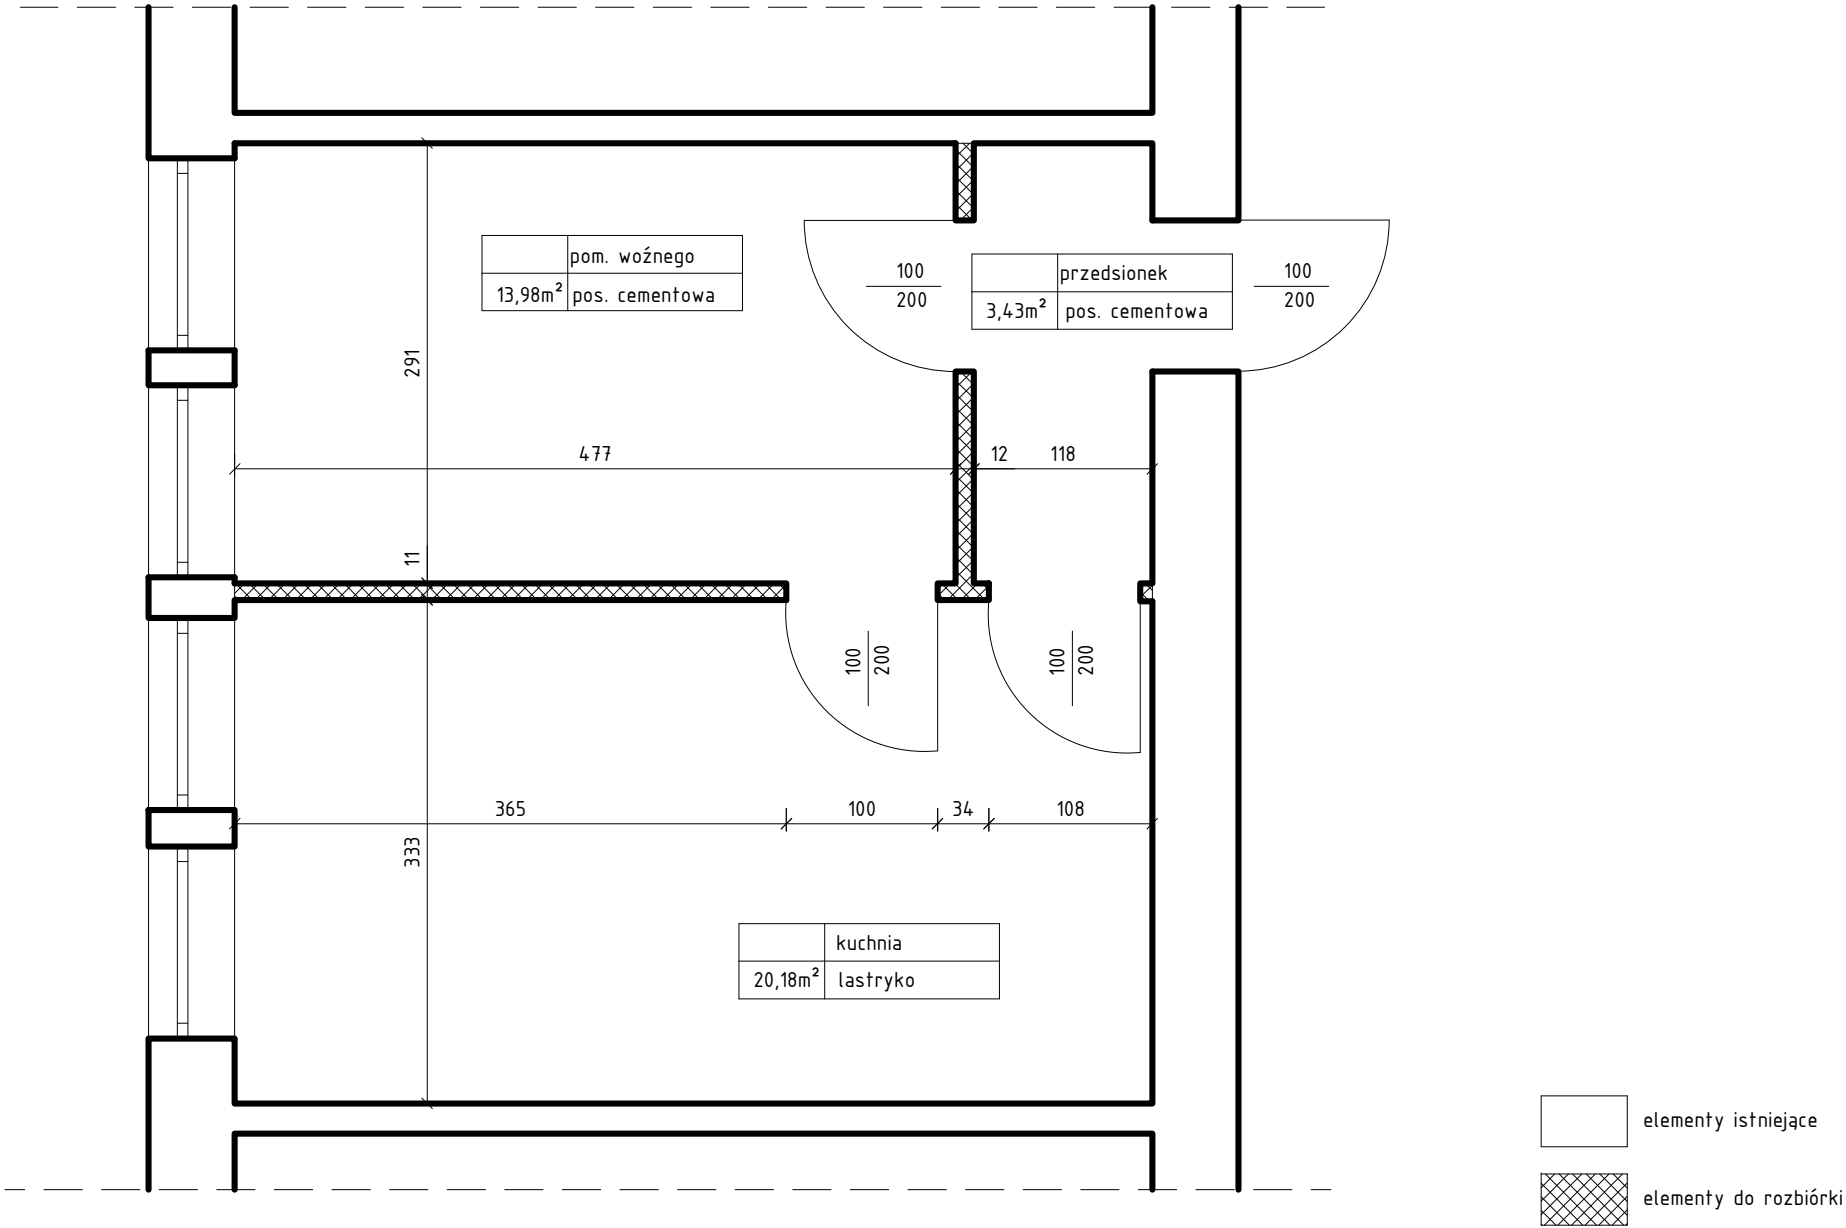 pom. woźnego
13,98m² pos. cementowa
100
200
przedsionek
3,43m² pos. cementowa
100
200
291
477
12
118
11
100
200
100
200
365
100
34
108
333
kuchnia
20,18m² lastryko
elementy istniejące
elementy do rozbiórki